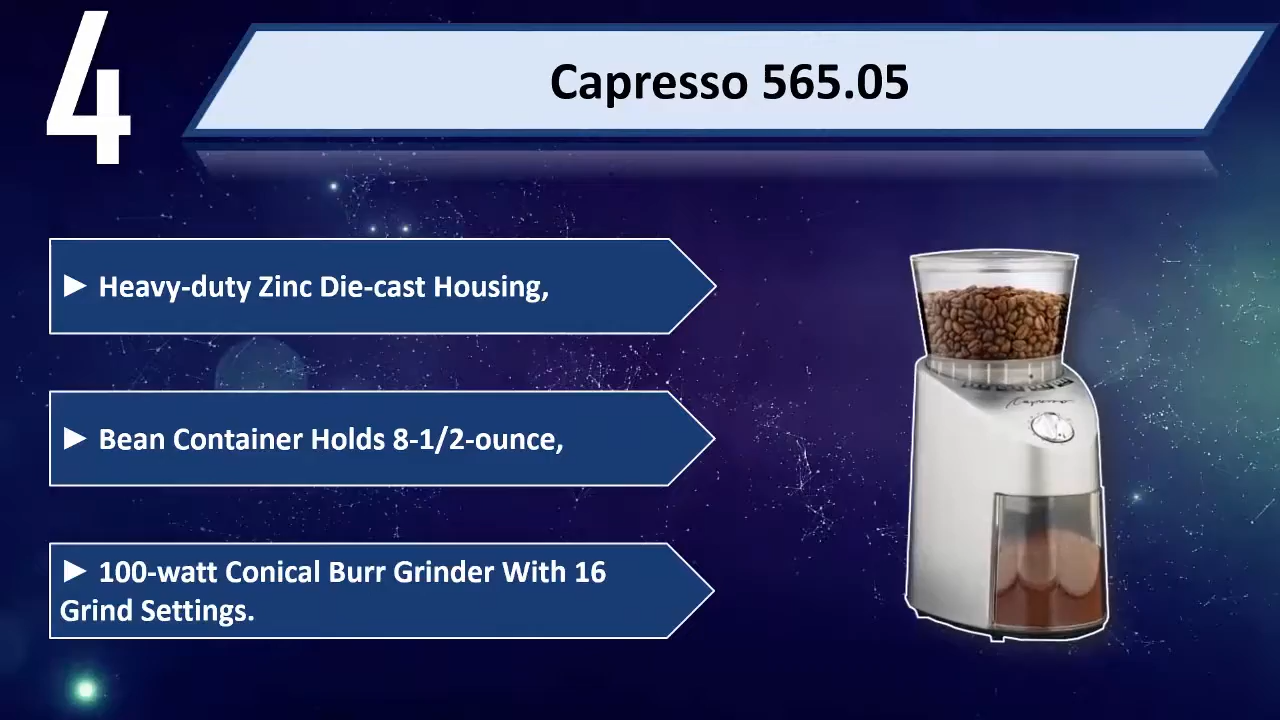 4
Capresso 565.05
► Heavy-duty Zinc Die-cast Housing,
► Bean Container Holds 8-1/2-ounce,
► 100-watt Conical Burr Grinder With 16
Grind Settings.
Capresso